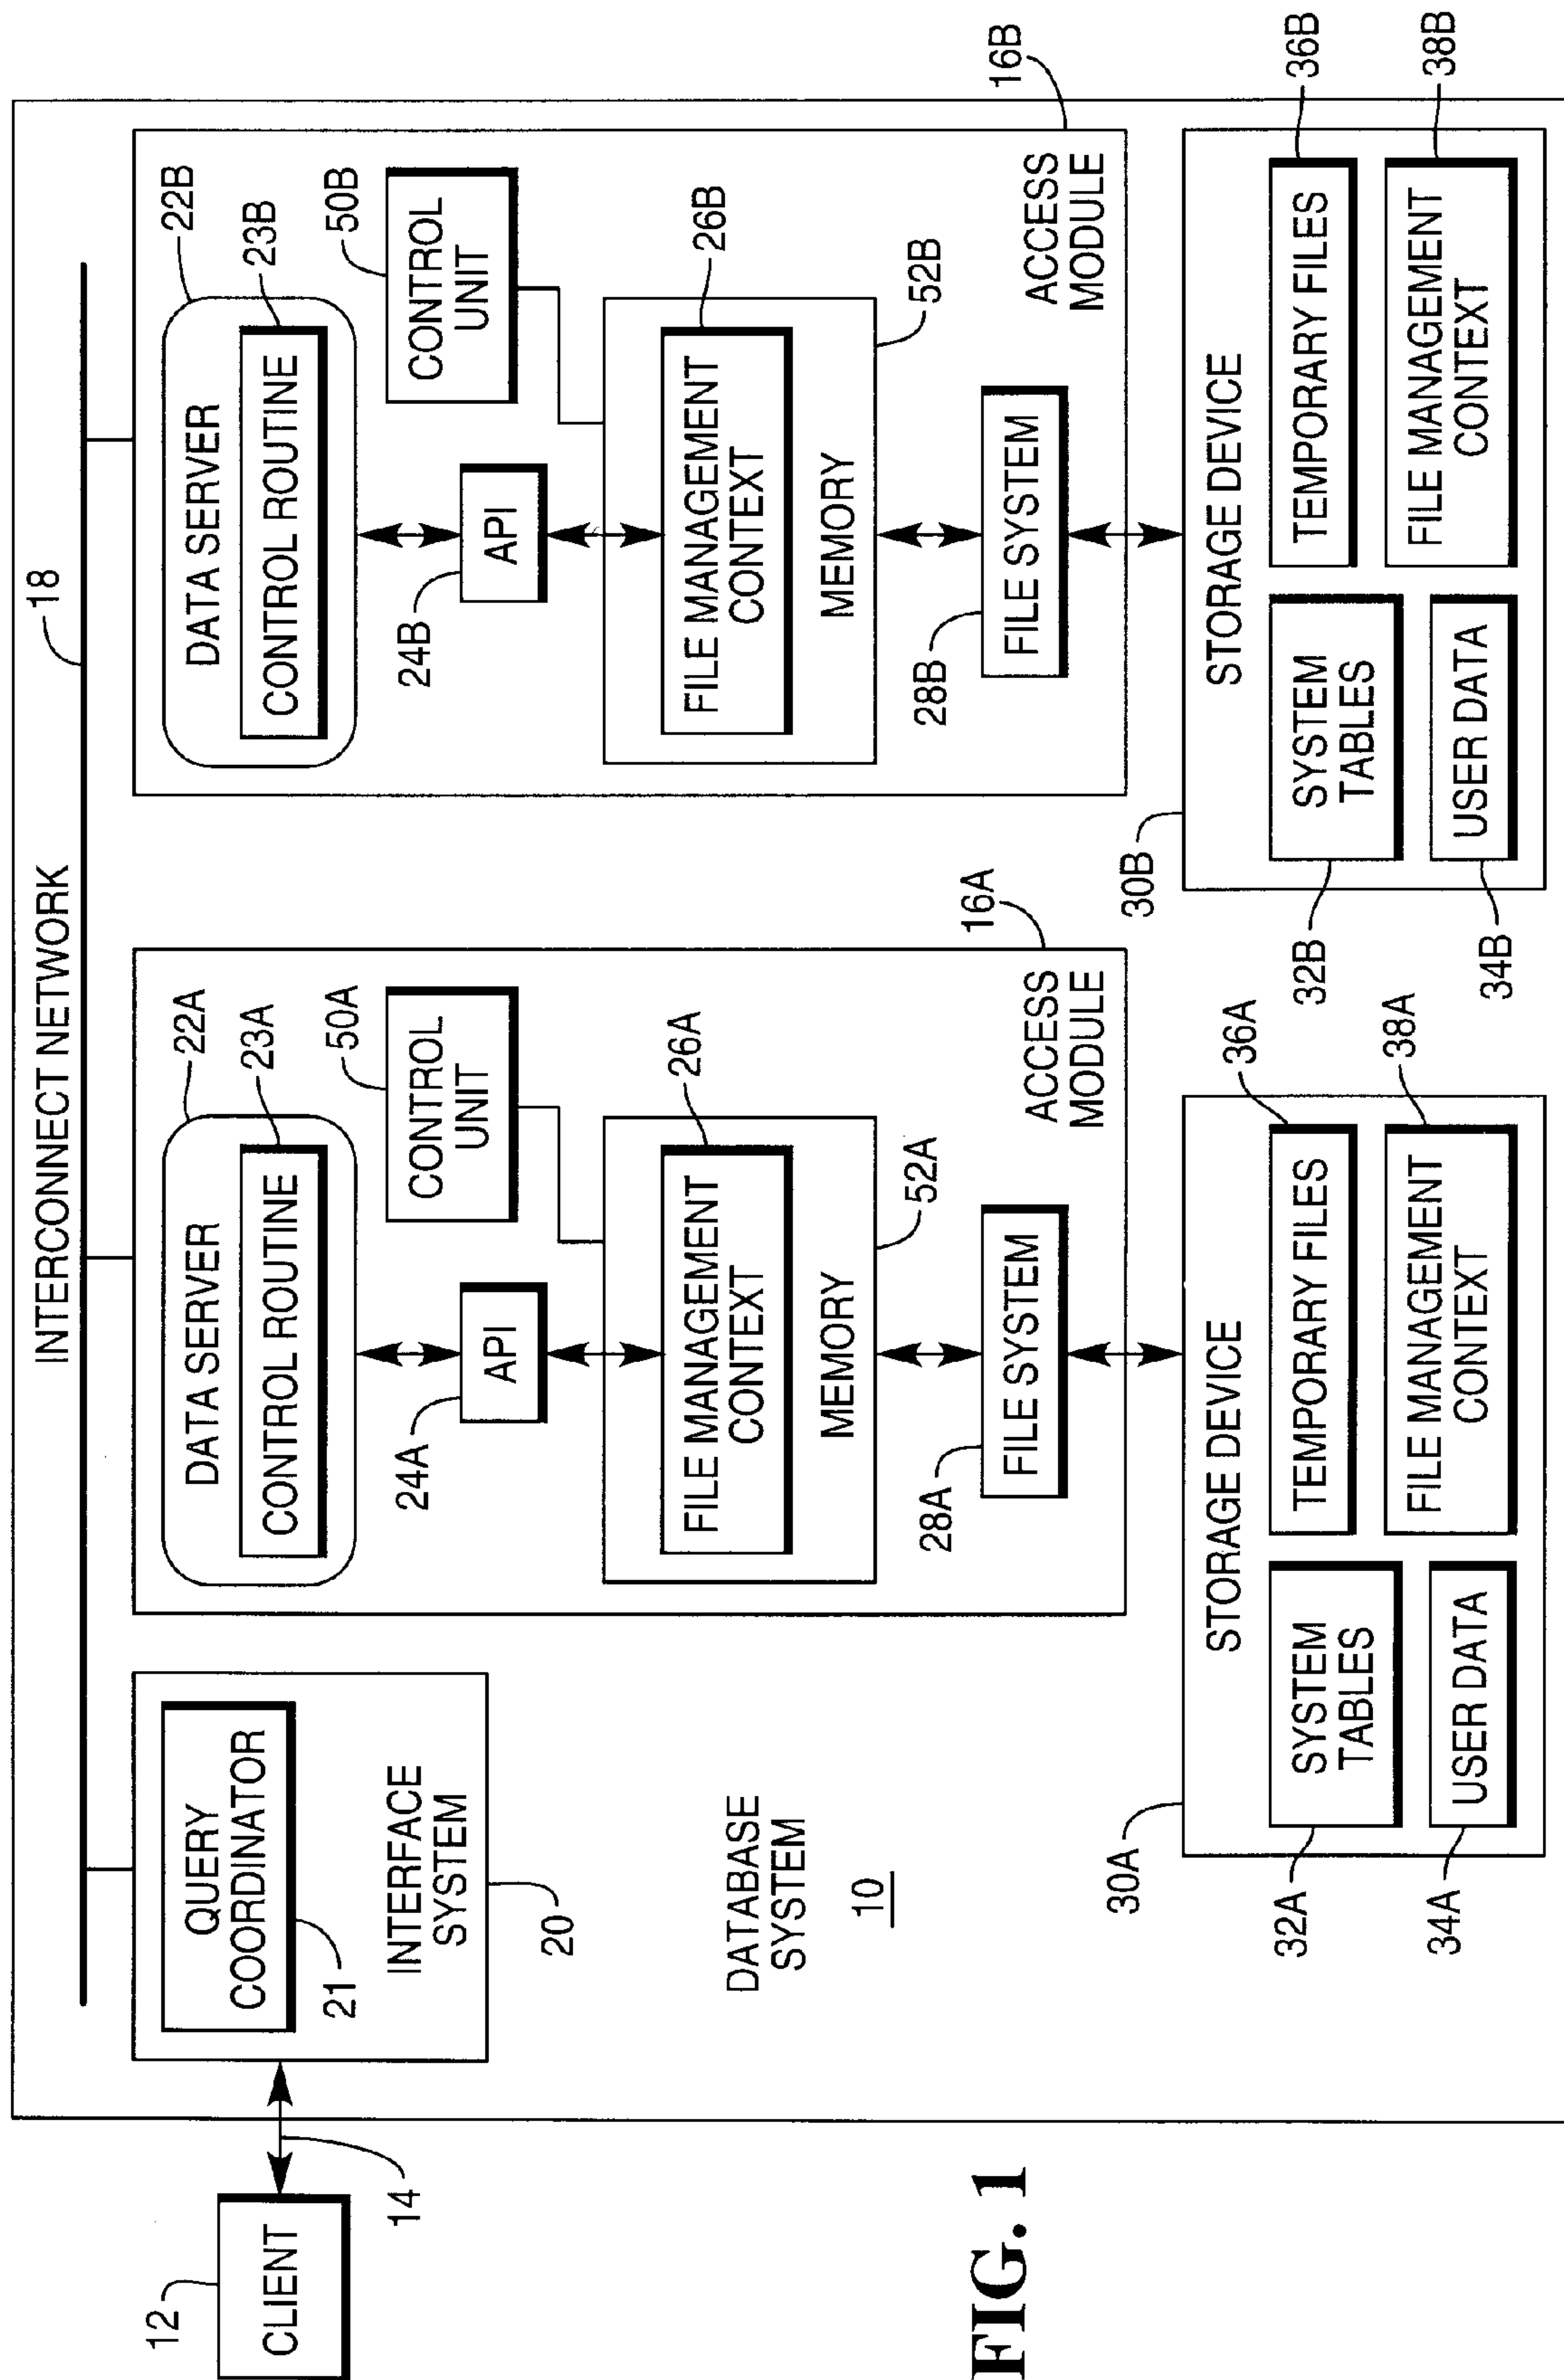 INTERCONNECT NETWORK
18
12
CLIENT
14
QUERY
COORDINATOR
21
INTERFACE
SYSTEM
20
DATABASE
SYSTEM
10
22A
DATA SERVER
23A
CONTROL ROUTINE
24A
API
50A
CONTROL
UNIT
26A
FILE MANAGEMENT
CONTEXT
MEMORY
52A
28A
FILE SYSTEM
ACCESS
MODULE
16A
22B
DATA SERVER
23B
CONTROL ROUTINE
24B
API
50B
CONTROL
UNIT
26B
FILE MANAGEMENT
CONTEXT
MEMORY
52B
28B
FILE SYSTEM
ACCESS
MODULE
16B
30A
STORAGE DEVICE
32A
SYSTEM
TABLES
36A
TEMPORARY FILES
34A
USER DATA
38A
FILE MANAGEMENT
CONTEXT
30B
STORAGE DEVICE
32B
SYSTEM
TABLES
36B
TEMPORARY FILES
34B
USER DATA
38B
FILE MANAGEMENT
CONTEXT
FIG. 1